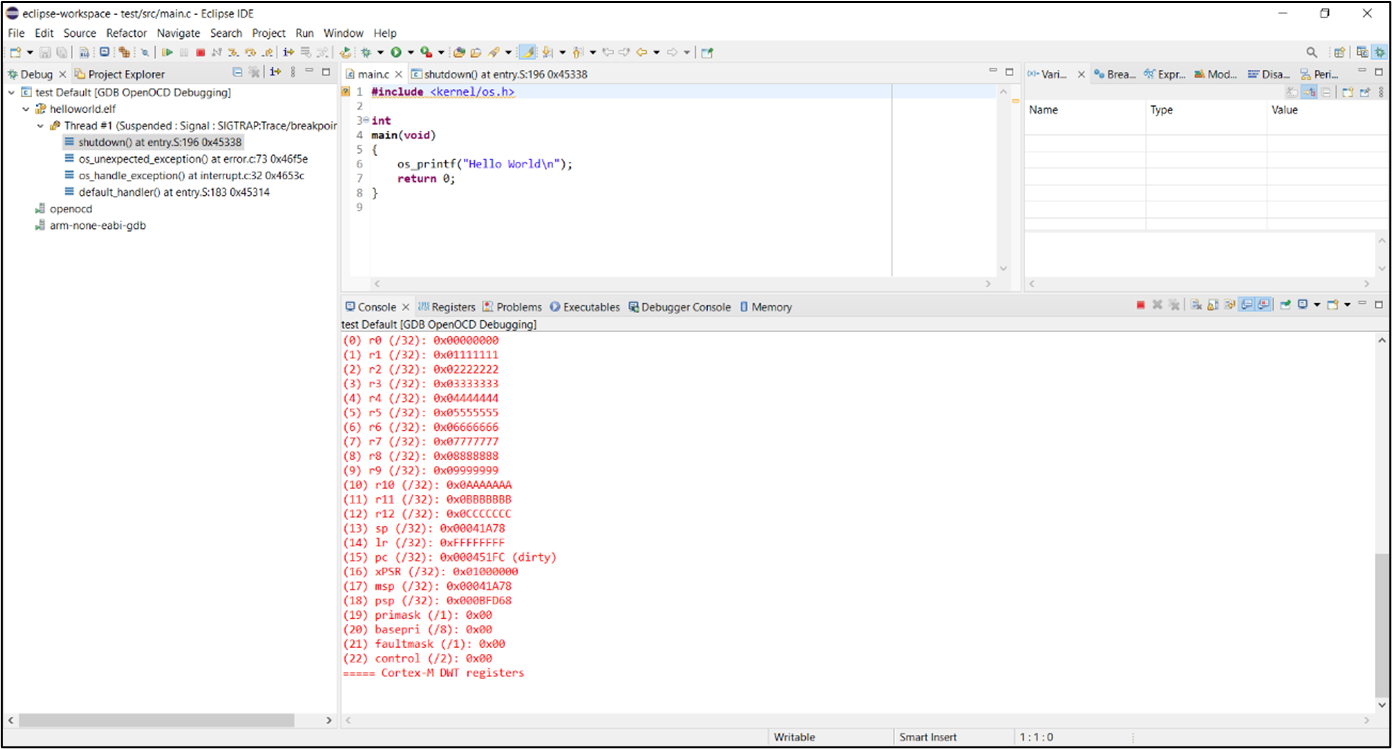 eclipse-workspace - test/src/main.c - Eclipse IDE
File Edit Source Refactor Navigate Search Project Run Window Help
Debug Project Explorer
test Default [GDB OpenOCD Debugging]
helloworld.elf
Thread #1 (Suspended : Signal : SIGTRAP:Trace/breakpoin
shutdown() at entry.S:196 0x45338
os_unexpected_exception() at error.c:73 0x46f5e
os_handle_exception() at interrupt.c:32 0x4653c
default_handler() at entry.S:183 0x45314
openocd
arm-none-eabi-gdb
main.c shutdown() at entry.S:196 0x45338
1 #include <kernel/os.h>
2
3 int
4 main(void)
5 {
6 os_printf("Hello World\n");
7 return 0;
8 }
9
Vari... Brea... Expr... Mod... Disa... Peri...
Name Type Value
Console Registers Problems Executables Debugger Console Memory
test Default [GDB OpenOCD Debugging]
(0) r0 (/32): 0x00000000
(1) r1 (/32): 0x01111111
(2) r2 (/32): 0x02222222
(3) r3 (/32): 0x03333333
(4) r4 (/32): 0x04444444
(5) r5 (/32): 0x05555555
(6) r6 (/32): 0x06666666
(7) r7 (/32): 0x07777777
(8) r8 (/32): 0x08888888
(9) r9 (/32): 0x09999999
(10) r10 (/32): 0x0AAAAAAA
(11) r11 (/32): 0x0BBBBBBB
(12) r12 (/32): 0x0CCCCCCC
(13) sp (/32): 0x00041A78
(14) lr (/32): 0xFFFFFFFF
(15) pc (/32): 0x000451FC (dirty)
(16) xPSR (/32): 0x01000000
(17) msp (/32): 0x00041A78
(18) psp (/32): 0x000BFD68
(19) primask (/1): 0x00
(20) basepri (/8): 0x00
(21) faultmask (/1): 0x00
(22) control (/2): 0x00
===== Cortex-M DWT registers
Writable Smart Insert 1 : 1 : 0